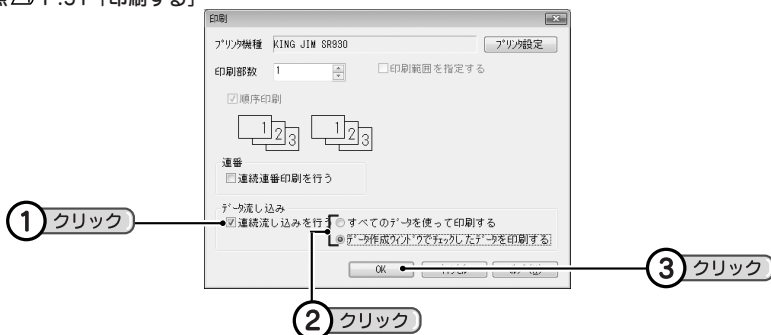 P.51「印刷する」
印刷
プリンタ機種 KING JIM SR930 プリンタ設定
印刷部数 1 印刷範囲を指定する
順序印刷
1 2 3 1 2 3
連番
連続連番印刷を行う
データ流し込み
連続流し込みを行う すべてのデータを使って印刷する
データ作成ウィンドウでチェックしたデータを印刷する
① クリック
OK
③ クリック
② クリック